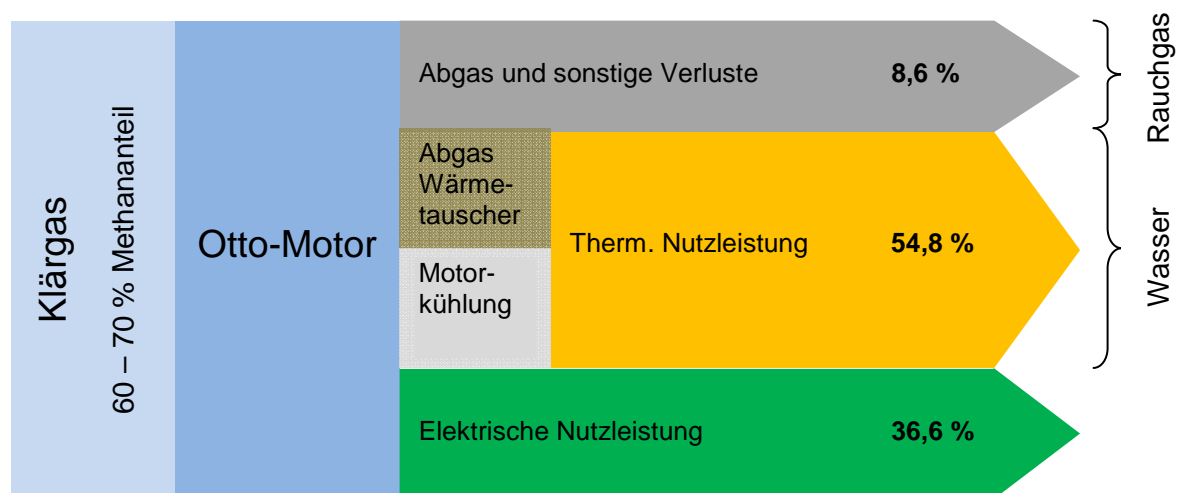 Klärgas
60 – 70 % Methananteil
Otto-Motor
Abgas und sonstige Verluste 8,6 %
Abgas
Wärme-
tauscher
Motor-
kühlung
Therm. Nutzleistung 54,8 %
Elektrische Nutzleistung 36,6 %
Rauchgas
Wasser